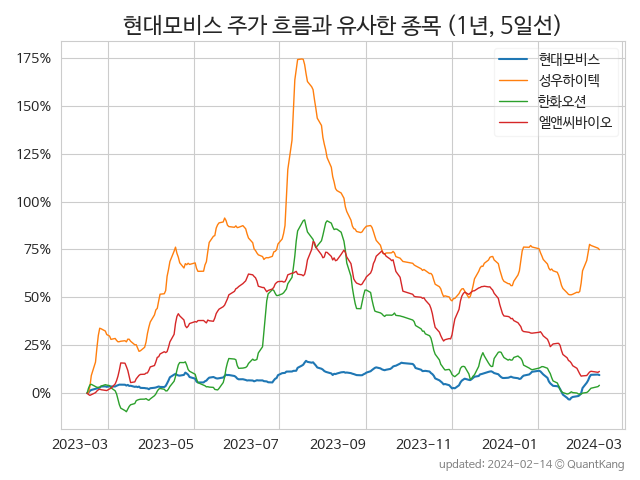 현대모비스 주가 흐름과 유사한 종목 (1년, 5일선)
현대모비스
성우하이텍
한화오션
엘앤씨바이오
175%
150%
125%
100%
75%
50%
25%
0%
2023-03 2023-05 2023-07 2023-09 2023-11 2024-01 2024-03
updated: 2024-02-14 © QuantKang